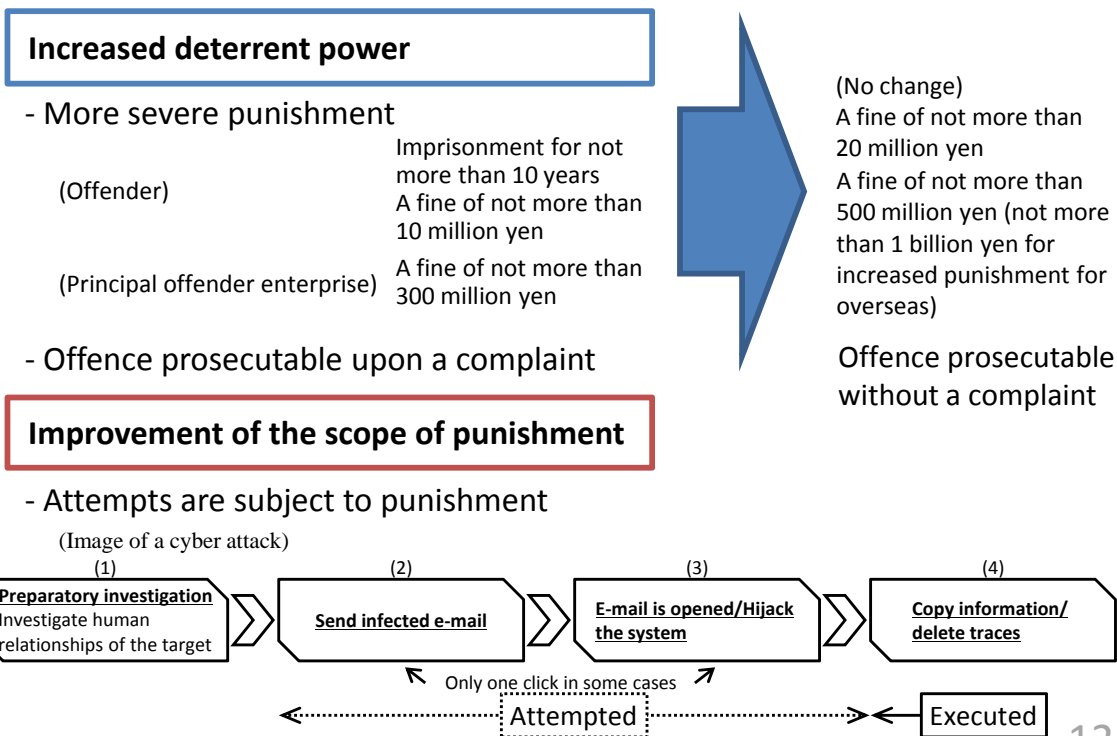 Increased deterrent power
- More severe punishment
(Offender)
Imprisonment for not
more than 10 years
A fine of not more than
10 million yen
(Principal offender enterprise)
A fine of not more than
300 million yen
(No change)
A fine of not more than
20 million yen
A fine of not more than
500 million yen (not more
than 1 billion yen for
increased punishment for
overseas)
- Offence prosecutable upon a complaint
Offence prosecutable
without a complaint
Improvement of the scope of punishment
- Attempts are subject to punishment
(Image of a cyber attack)
(1)
Preparatory investigation
Investigate human
relationships of the target
(2)
Send infected e-mail
(3)
E-mail is opened/Hijack
the system
(4)
Copy information/
delete traces
Only one click in some cases
Attempted
Executed